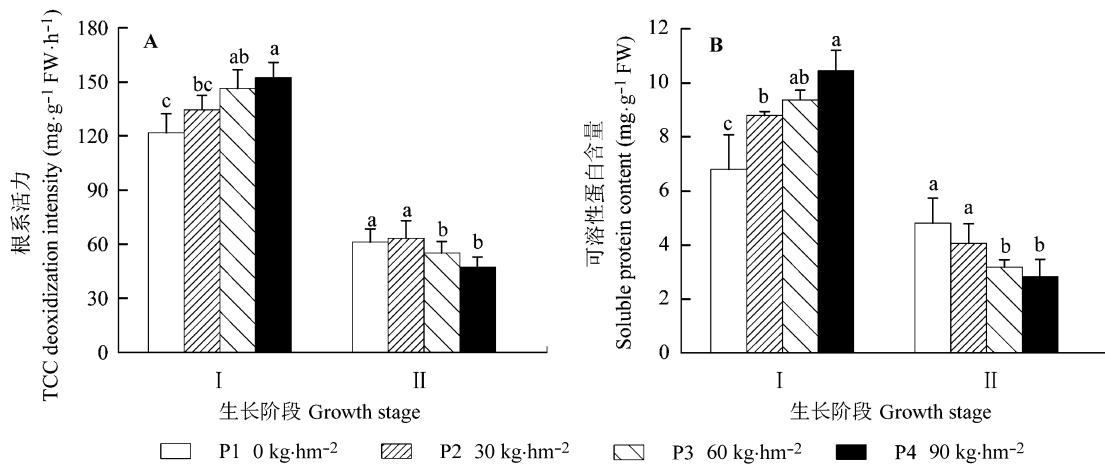 A
根系活力
TCC deoxidization intensity (mg·g⁻¹ FW·h⁻¹)
180
150
120
90
60
30
0
c bc ab a
a a b b
Ⅰ Ⅱ
生长阶段 Growth stage
B
可溶性蛋白含量
Soluble protein content (mg·g⁻¹ FW)
12
10
8
6
4
2
0
c b ab a
a a b b
Ⅰ Ⅱ
生长阶段 Growth stage
P1 0 kg·hm⁻² P2 30 kg·hm⁻² P3 60 kg·hm⁻² P4 90 kg·hm⁻²